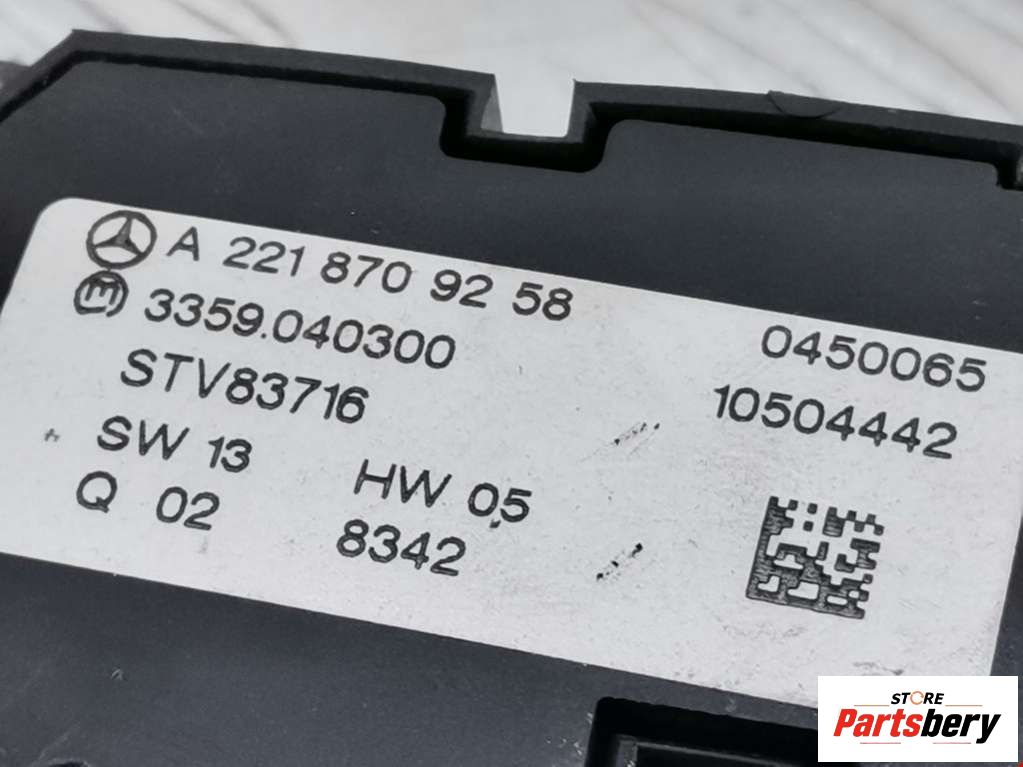 A 221 870 92 58
3359.040300
0450065
STV83716
10504442
SW 13
HW 05
Q 02
8342
STORE
Partsbery